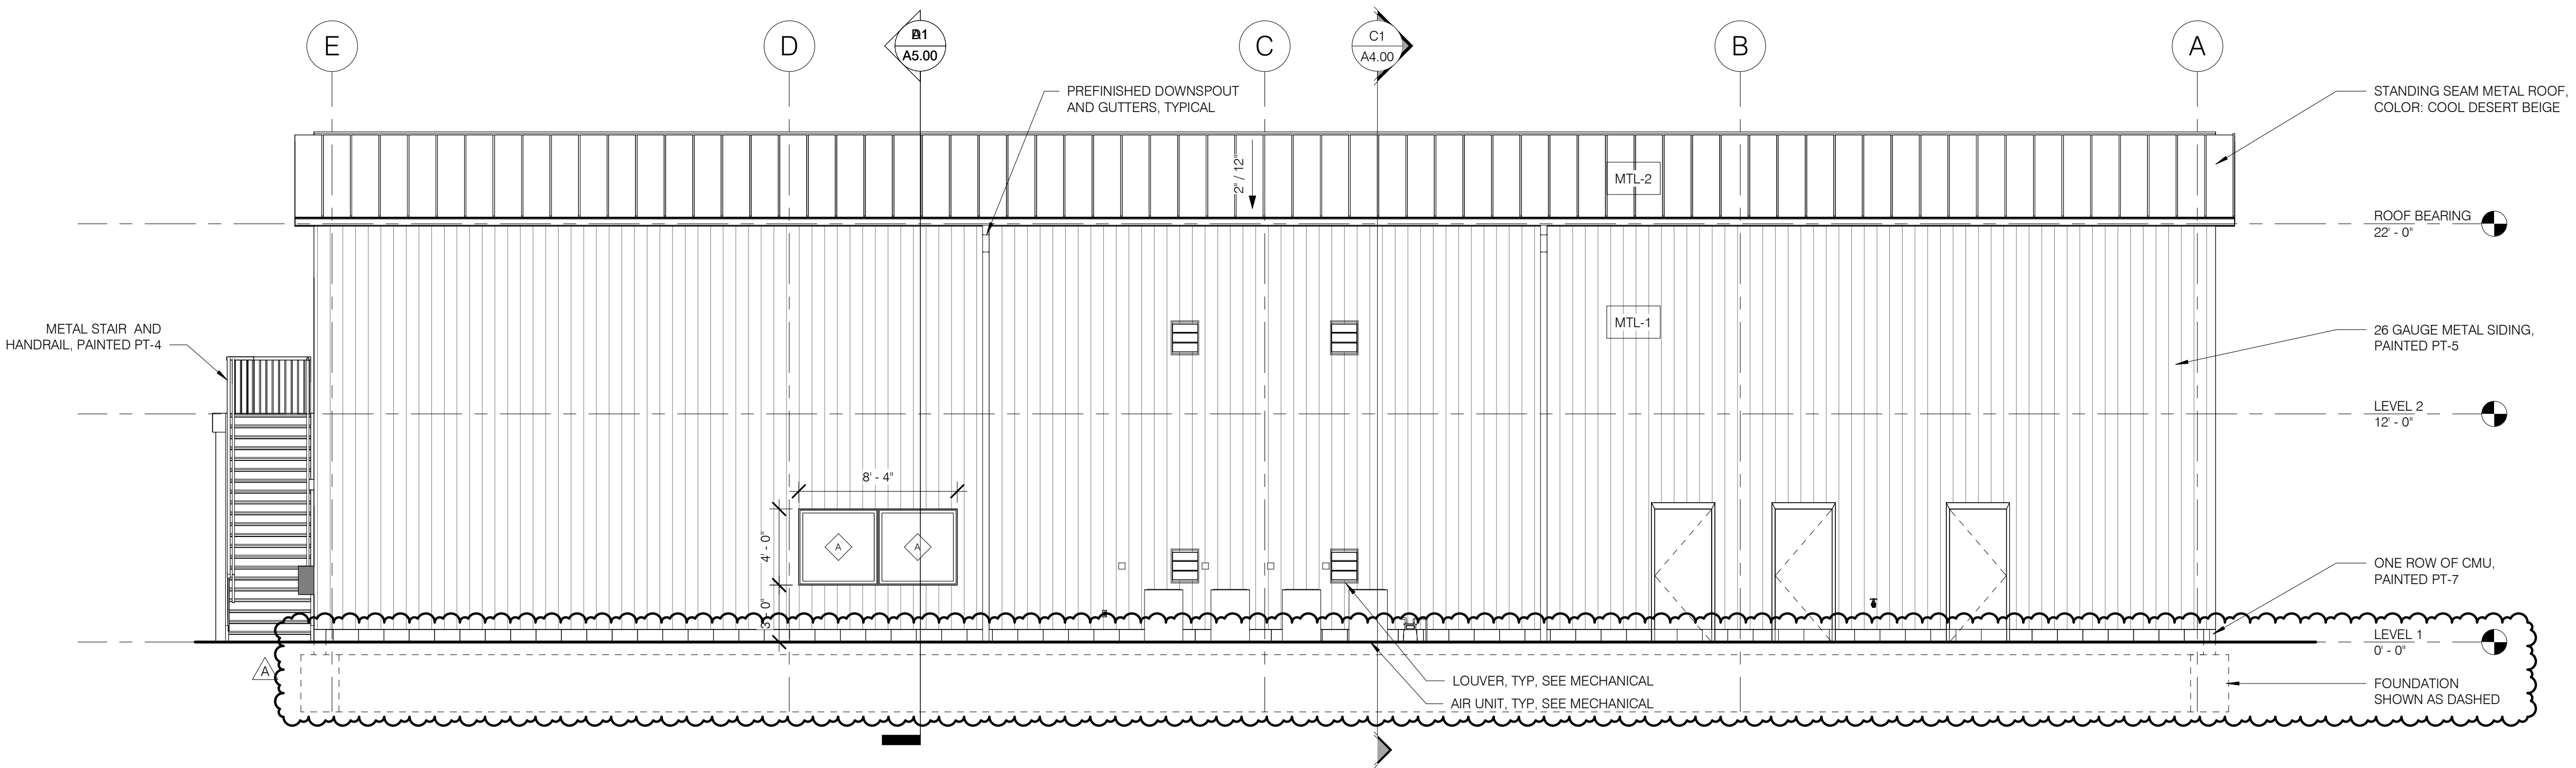 E
D
A1
A5.00
C
C1
A4.00
B
A
PREFINISHED DOWNSPOUT
AND GUTTERS, TYPICAL
STANDING SEAM METAL ROOF,
COLOR: COOL DESERT BEIGE
2" / 12"
MTL-2
ROOF BEARING
22' - 0"
METAL STAIR AND
HANDRAIL, PAINTED PT-4
MTL-1
26 GAUGE METAL SIDING,
PAINTED PT-5
LEVEL 2
12' - 0"
8' - 4"
4' - 0"
A
A
3' - 0"
ONE ROW OF CMU,
PAINTED PT-7
LEVEL 1
0' - 0"
A
LOUVER, TYP, SEE MECHANICAL
AIR UNIT, TYP, SEE MECHANICAL
FOUNDATION
SHOWN AS DASHED